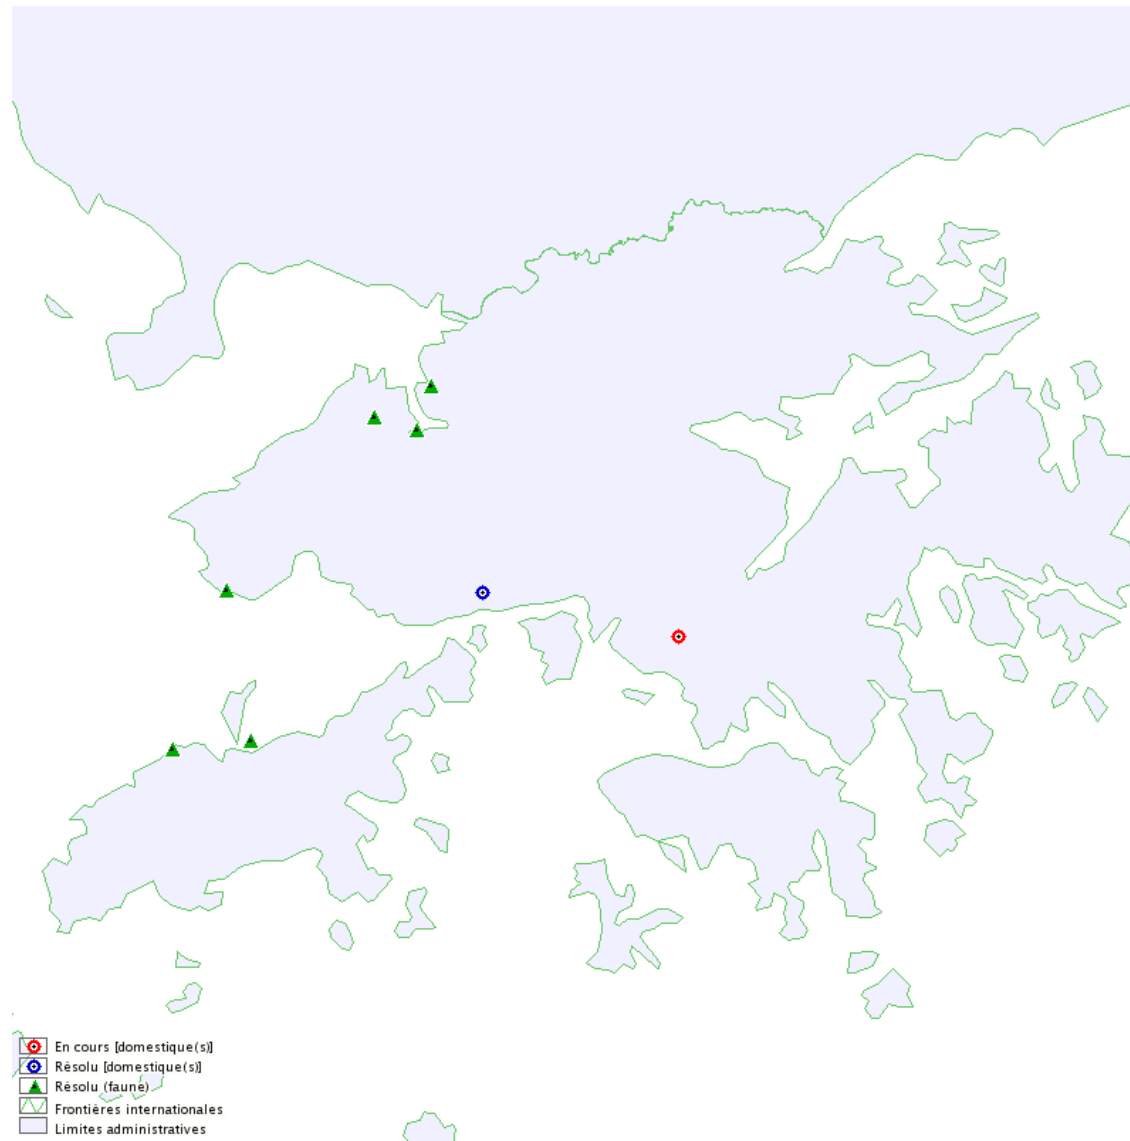 En cours [domestique(s)]
Résolu [domestique(s)]
Résolu (faune)
Frontières internationales
Limites administratives